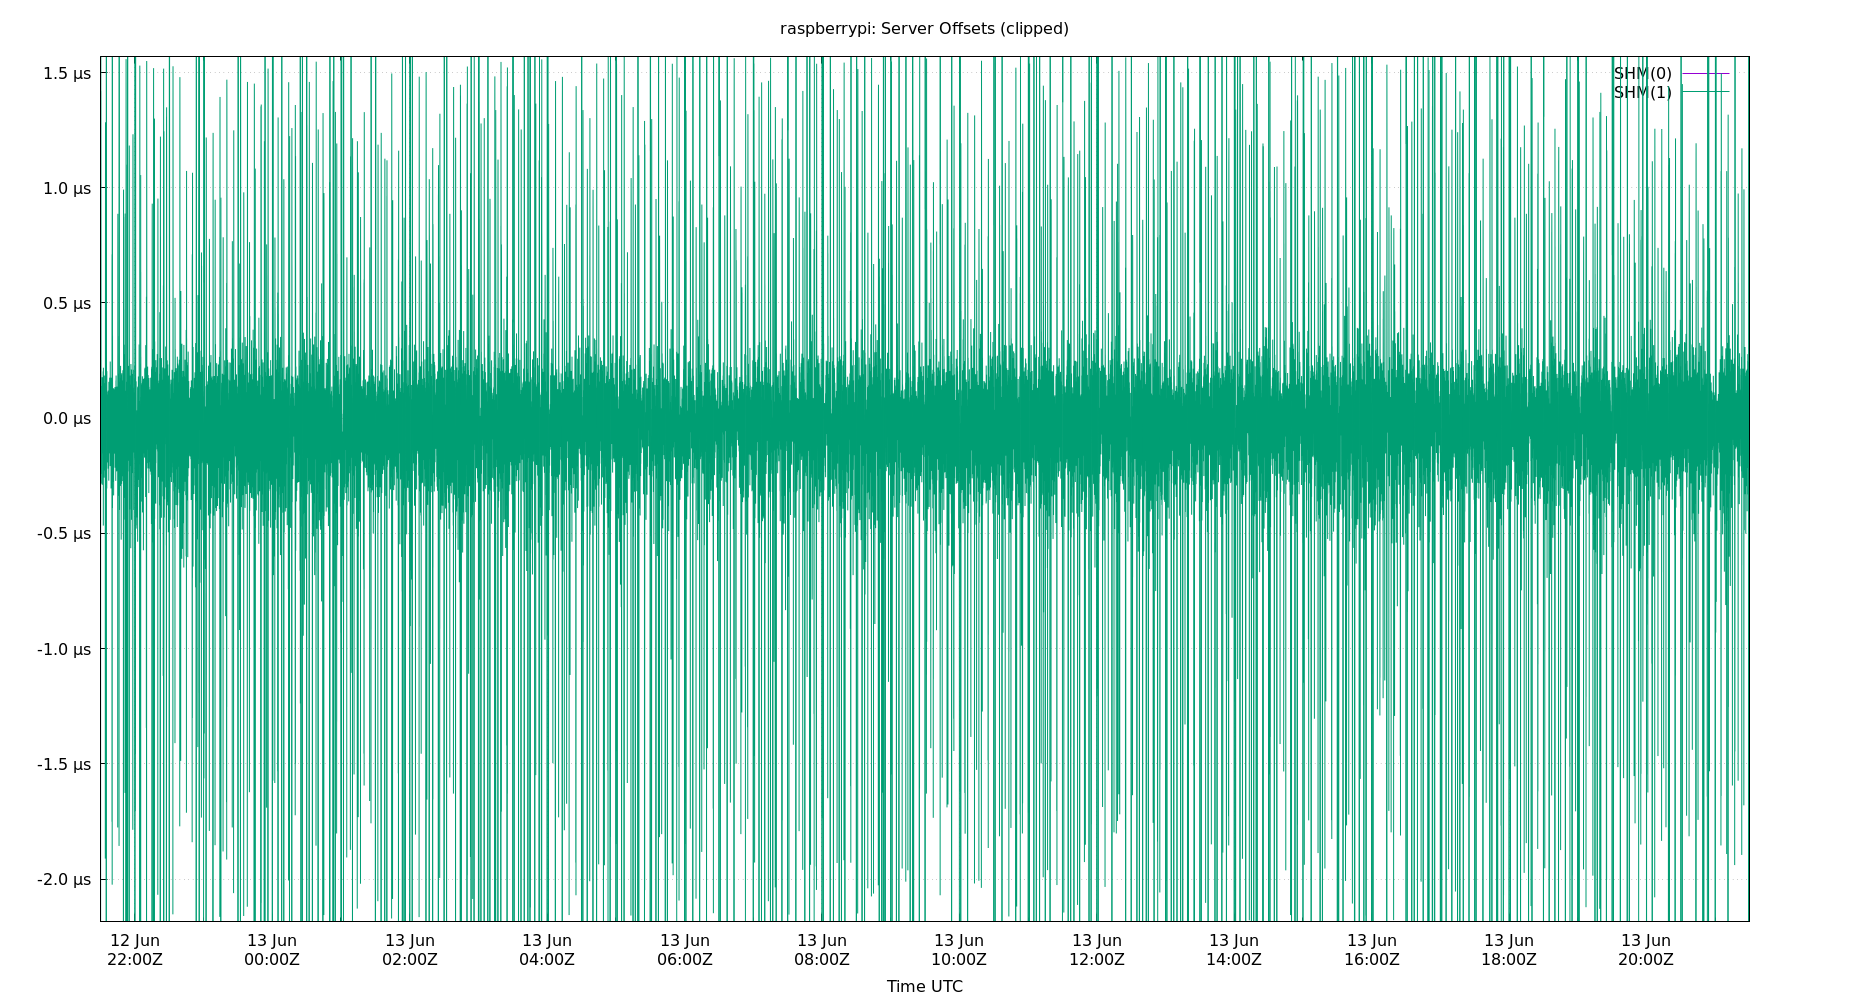 raspberrypi: Server Offsets (clipped)
SHM(0)
SHM(1)
1.5 µs
1.0 µs
0.5 µs
0.0 µs
-0.5 µs
-1.0 µs
-1.5 µs
-2.0 µs
12 Jun 13 Jun 13 Jun 13 Jun 13 Jun 13 Jun 13 Jun 13 Jun 13 Jun 13 Jun 13 Jun 13 Jun
22:00Z 00:00Z 02:00Z 04:00Z 06:00Z 08:00Z 10:00Z 12:00Z 14:00Z 16:00Z 18:00Z 20:00Z
Time UTC